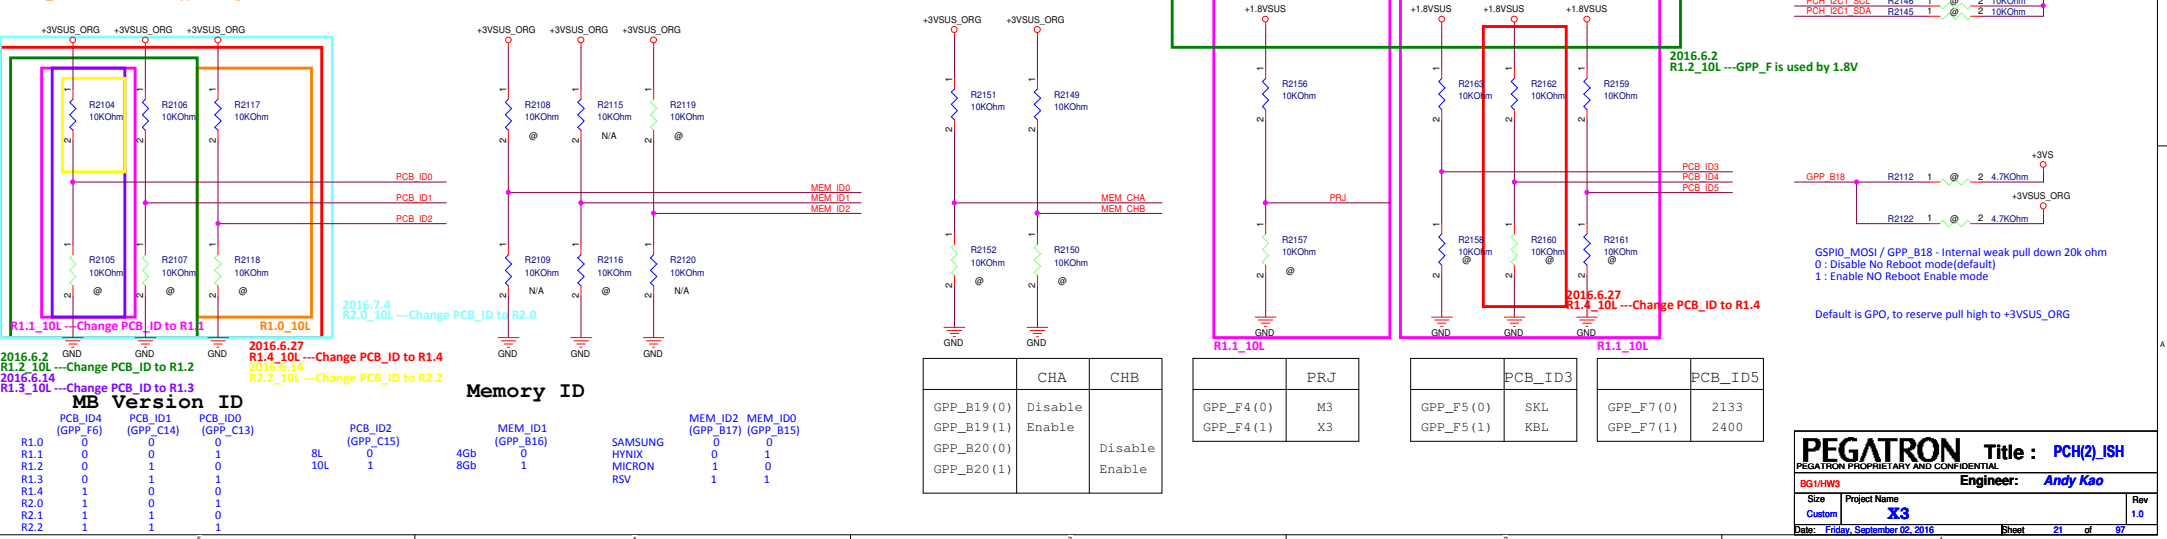 +3VSUS_ORG +3VSUS_ORG +3VSUS_ORG
R2104 10KOhm
R2106 10KOhm
R2117 10KOhm
PCB_ID0
PCB_ID1
PCB_ID2
R2105 10KOhm @
R2107 10KOhm @
R2118 10KOhm @
GND GND GND
R1.1_10L ---Change PCB_ID to R1.1
R1.0_10L
2016.7.4
R2.0_10L ---Change PCB_ID to R2.0
2016.6.2
R1.2_10L ---Change PCB_ID to R1.2
2016.6.14
R1.3_10L ---Change PCB_ID to R1.3
2016.6.27
R1.4_10L ---Change PCB_ID to R1.4
2016.6.14
R2.2_10L ---Change PCB_ID to R2.2
+3VSUS_ORG +3VSUS_ORG +3VSUS_ORG
R2108 10KOhm @
R2115 10KOhm N/A
R2119 10KOhm @
MEM_ID0
MEM_ID1
MEM_ID2
R2109 10KOhm N/A
R2116 10KOhm @
R2120 10KOhm N/A
GND GND GND
+3VSUS_ORG +3VSUS_ORG
R2151 10KOhm
R2149 10KOhm
MEM_CHA
MEM_CHB
R2152 10KOhm @
R2150 10KOhm @
GND GND
+1.8VSUS
R2156 10KOhm
PRJ
R2157 10KOhm @
GND
R1.1_10L
+1.8VSUS +1.8VSUS +1.8VSUS
R2163 10KOhm
R2162 10KOhm
R2159 10KOhm
PCB_ID3
PCB_ID4
PCB_ID5
R2158 10KOhm @
R2160 10KOhm @
R2161 10KOhm @
GND GND GND
2016.6.27
R1.4_10L ---Change PCB_ID to R1.4
R1.1_10L
2016.6.2
R1.2_10L ---GPP_F is used by 1.8V
PCH_I2C1_SCL R2146 1 @ 2 10KOhm
PCH_I2C1_SDA R2145 1 @ 2 10KOhm
+3VS
GPP_B18 R2112 1 @ 2 4.7KOhm
+3VSUS_ORG
R2122 1 @ 2 4.7KOhm
GSPI0_MOSI / GPP_B18 - Internal weak pull down 20k ohm
0 : Disable No Reboot mode(default)
1 : Enable NO Reboot Enable mode
Default is GPO, to reserve pull high to +3VSUS_ORG
MB Version ID
PCB_ID4 PCB_ID1 PCB_ID0
(GPP_F6) (GPP_C14) (GPP_C13)
R1.0 0 0 0
R1.1 0 0 1
R1.2 0 1 0
R1.3 0 1 1
R1.4 1 0 0
R2.0 1 0 1
R2.1 1 1 0
R2.2 1 1 1
PCB_ID2
(GPP_C15)
8L 0
10L 1
Memory ID
MEM_ID1
(GPP_B16)
4Gb 0
8Gb 1
MEM_ID2 MEM_ID0
(GPP_B17) (GPP_B15)
SAMSUNG 0 0
HYNIX 0 1
MICRON 1 0
RSV 1 1
CHA CHB
GPP_B19(0) Disable
GPP_B19(1) Enable
GPP_B20(0) Disable
GPP_B20(1) Enable
PRJ
GPP_F4(0) M3
GPP_F4(1) X3
PCB_ID3
GPP_F5(0) SKL
GPP_F5(1) KBL
PCB_ID5
GPP_F7(0) 2133
GPP_F7(1) 2400
PEGATRON Title : PCH(2)_ISH
PEGATRON PROPRIETARY AND CONFIDENTIAL
BG1/HW3 Engineer: Andy Kao
Size Project Name Rev
Custom X3 1.0
Date: Friday, September 02, 2016 Sheet 21 of 97
A